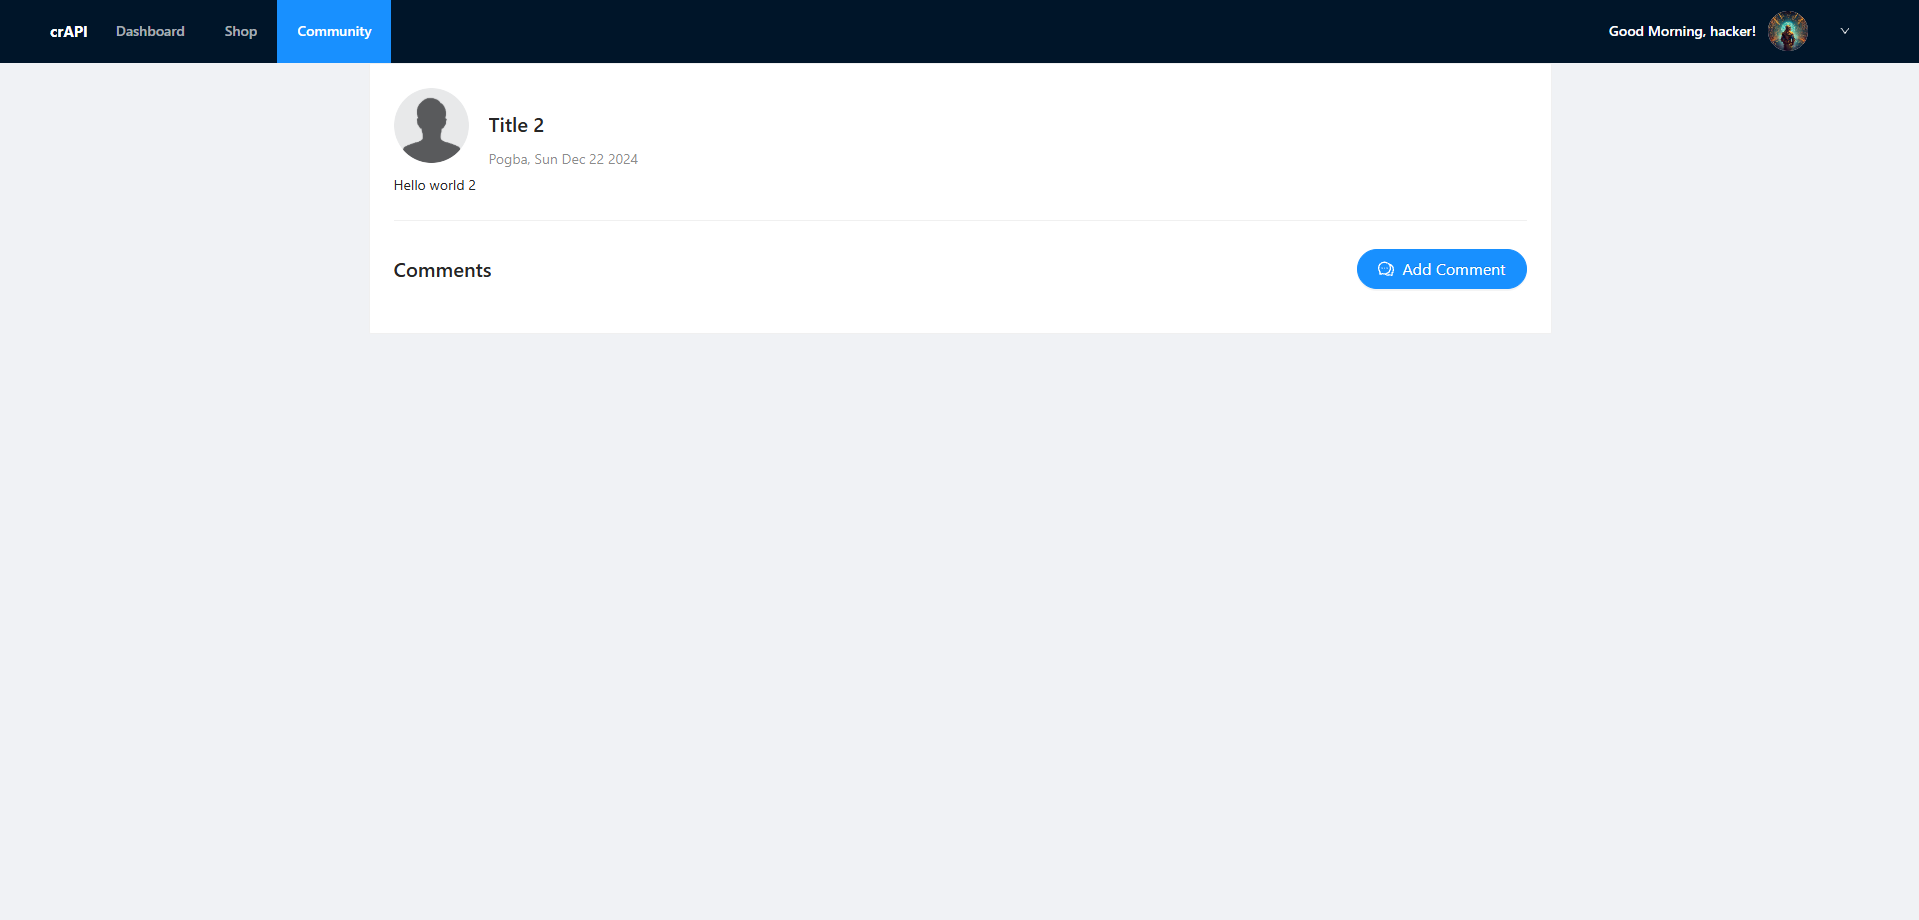 crAPI Dashboard Shop Community Good Morning, hacker!
Title 2
Pogba, Sun Dec 22 2024
Hello world 2
Comments Add Comment